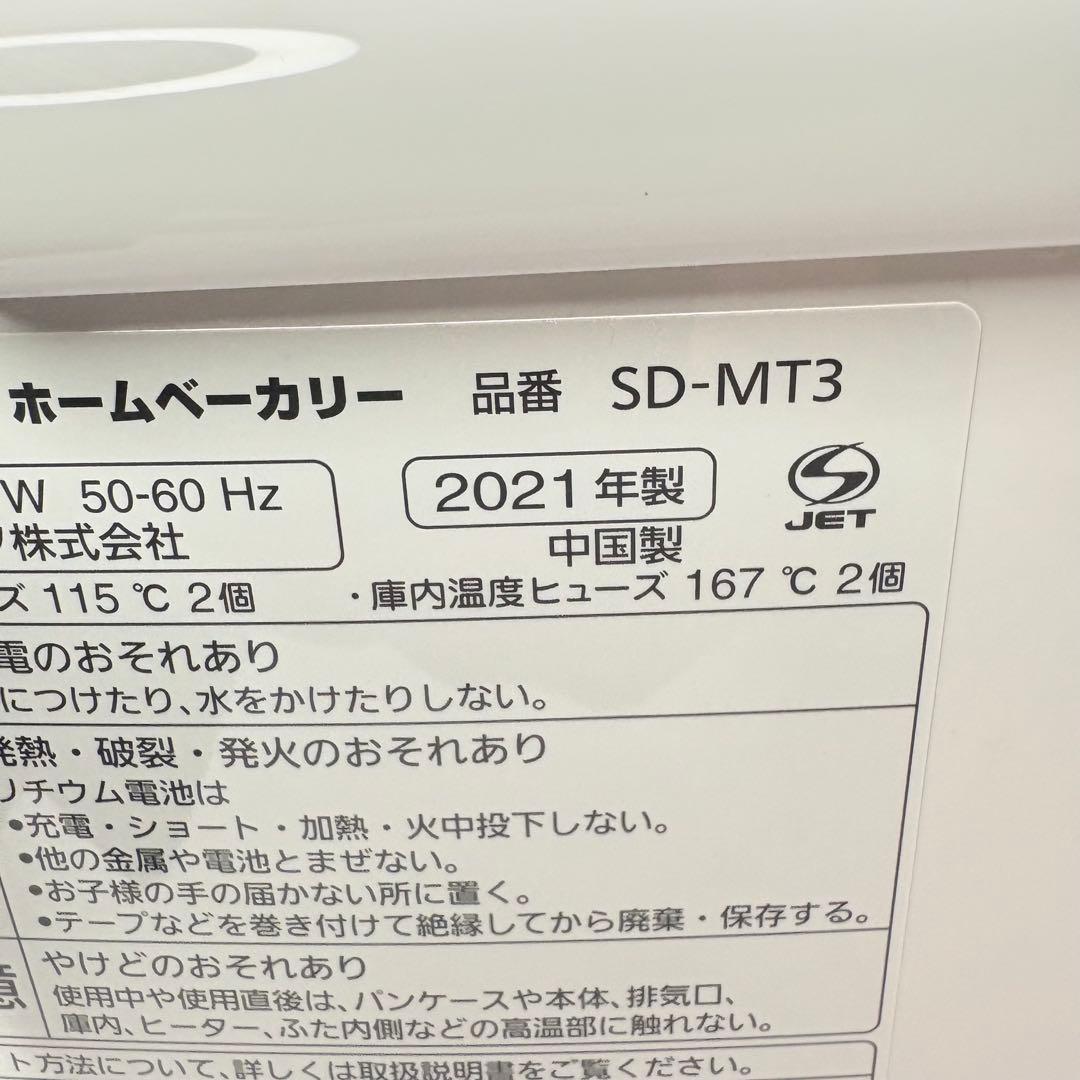 ホームベーカリー 品番 SD-MT3
W 50-60 Hz
2021年製
JET
株式会社
中国製
ズ 115 ℃ 2個 ・庫内温度ヒューズ 167 ℃ 2個
電のおそれあり
につけたり、水をかけたりしない。
発熱・破裂・発火のおそれあり
リチウム電池は
•充電・ショート・加熱・火中投下しない。
•他の金属や電池とまぜない。
•お子様の手の届かない所に置く。
•テープなどを巻き付けて絶縁してから廃棄・保存する。
意
やけどのおそれあり
使用中や使用直後は、パンケースや本体、排気口、
庫内、ヒーター、ふた内側などの高温部に触れない。
ト方法について、詳しくは取扱説明書をご覧ください。